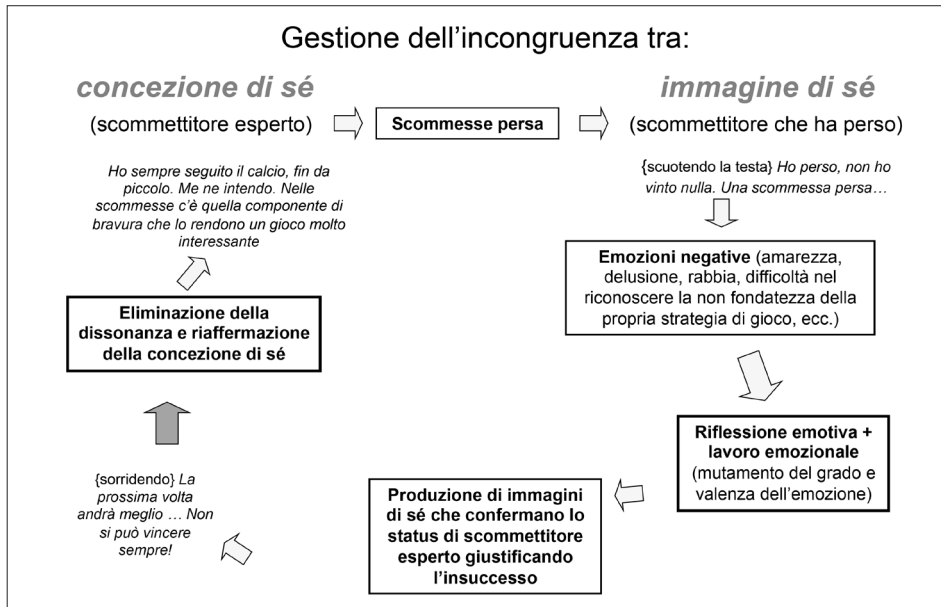 Gestione dell'incongruenza tra:
concezione di sé
(scommettitore esperto)
Scommesse persa
immagine di sé
(scommettitore che ha perso)
Ho sempre seguito il calcio, fin da
piccolo. Me ne intendo. Nelle
scommesse c'è quella componente di
bravura che lo rendono un gioco molto
interessante
{scuotendo la testa} Ho perso, non ho
vinto nulla. Una scommessa persa…
Emozioni negative (amarezza,
delusione, rabbia, difficoltà nel
riconoscere la non fondatezza della
propria strategia di gioco, ecc.)
Riflessione emotiva +
lavoro emozionale
(mutamento del grado e
valenza dell'emozione)
Produzione di immagini
di sé che confermano lo
status di scommettitore
esperto giustificando
l'insuccesso
{sorridendo} La
prossima volta
andrà meglio … Non
si può vincere
sempre!
Eliminazione della
dissonanza e riaffermazione
della concezione di sé